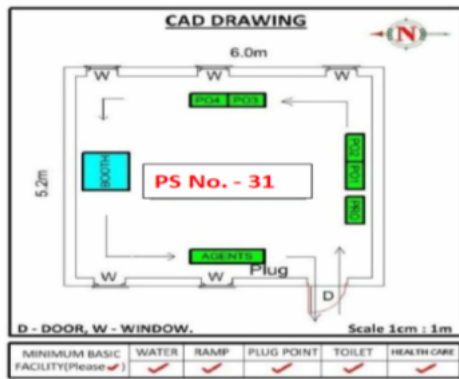 CAD DRAWING
N
6.0m
W W W
PO4 PO3
PO2
PO1
PRO
5.2m
BOOTH
PS No. - 31
AGENTS
Plug
W W
D
D - DOOR, W - WINDOW. Scale 1cm : 1m
MINIMUM BASIC FACILITY(Please ✓) WATER RAMP PLUG POINT TOILET HEALTH CARE
✓ ✓ ✓ ✓ ✓